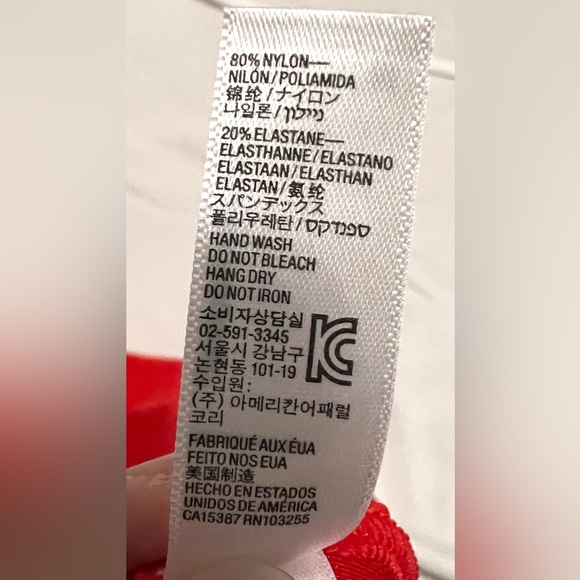 80% NYLON—
NILÓN/POLIAMIDA
锦纶/ナイロン
나일론/ניילון
20% ELASTANE—
ELASTHANNE/ELASTANO
ELASTAAN/ELASTHAN
ELASTAN/氨纶
スパンデックス
폴리우레탄/ספנדקס
HAND WASH
DO NOT BLEACH
HANG DRY
DO NOT IRON
소비자상담실
02-591-3345
서울시 강남구
논현동 101-19
수입원:
(주) 아메리칸어패럴
코리
FABRIQUÉ AUX ÉUA
FEITO NOS EUA
美国制造
HECHO EN ESTADOS
UNIDOS DE AMÉRICA
CA15387 RN103255